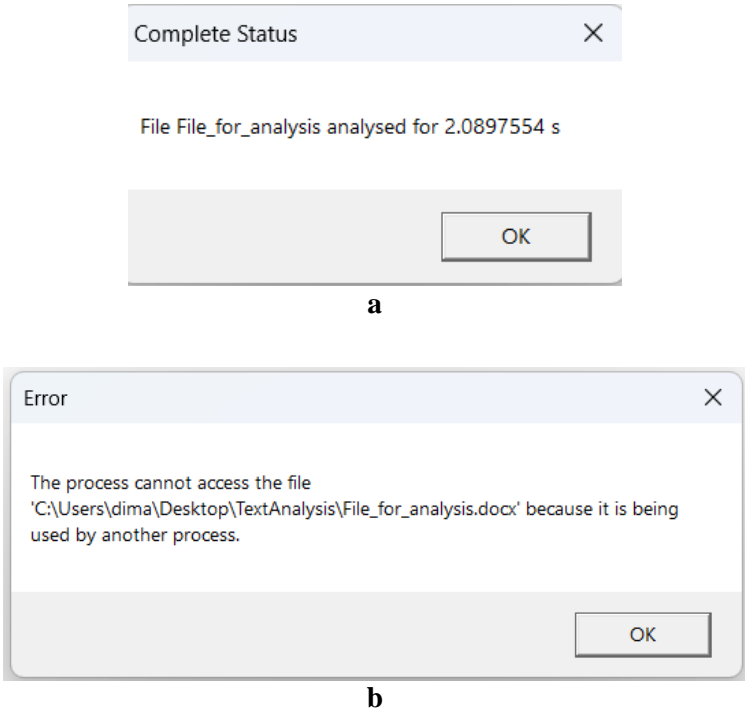 Complete Status
File File_for_analysis analysed for 2.0897554 s
OK
a
Error
The process cannot access the file
'C:\Users\dima\Desktop\TextAnalysis\File_for_analysis.docx' because it is being
used by another process.
OK
b